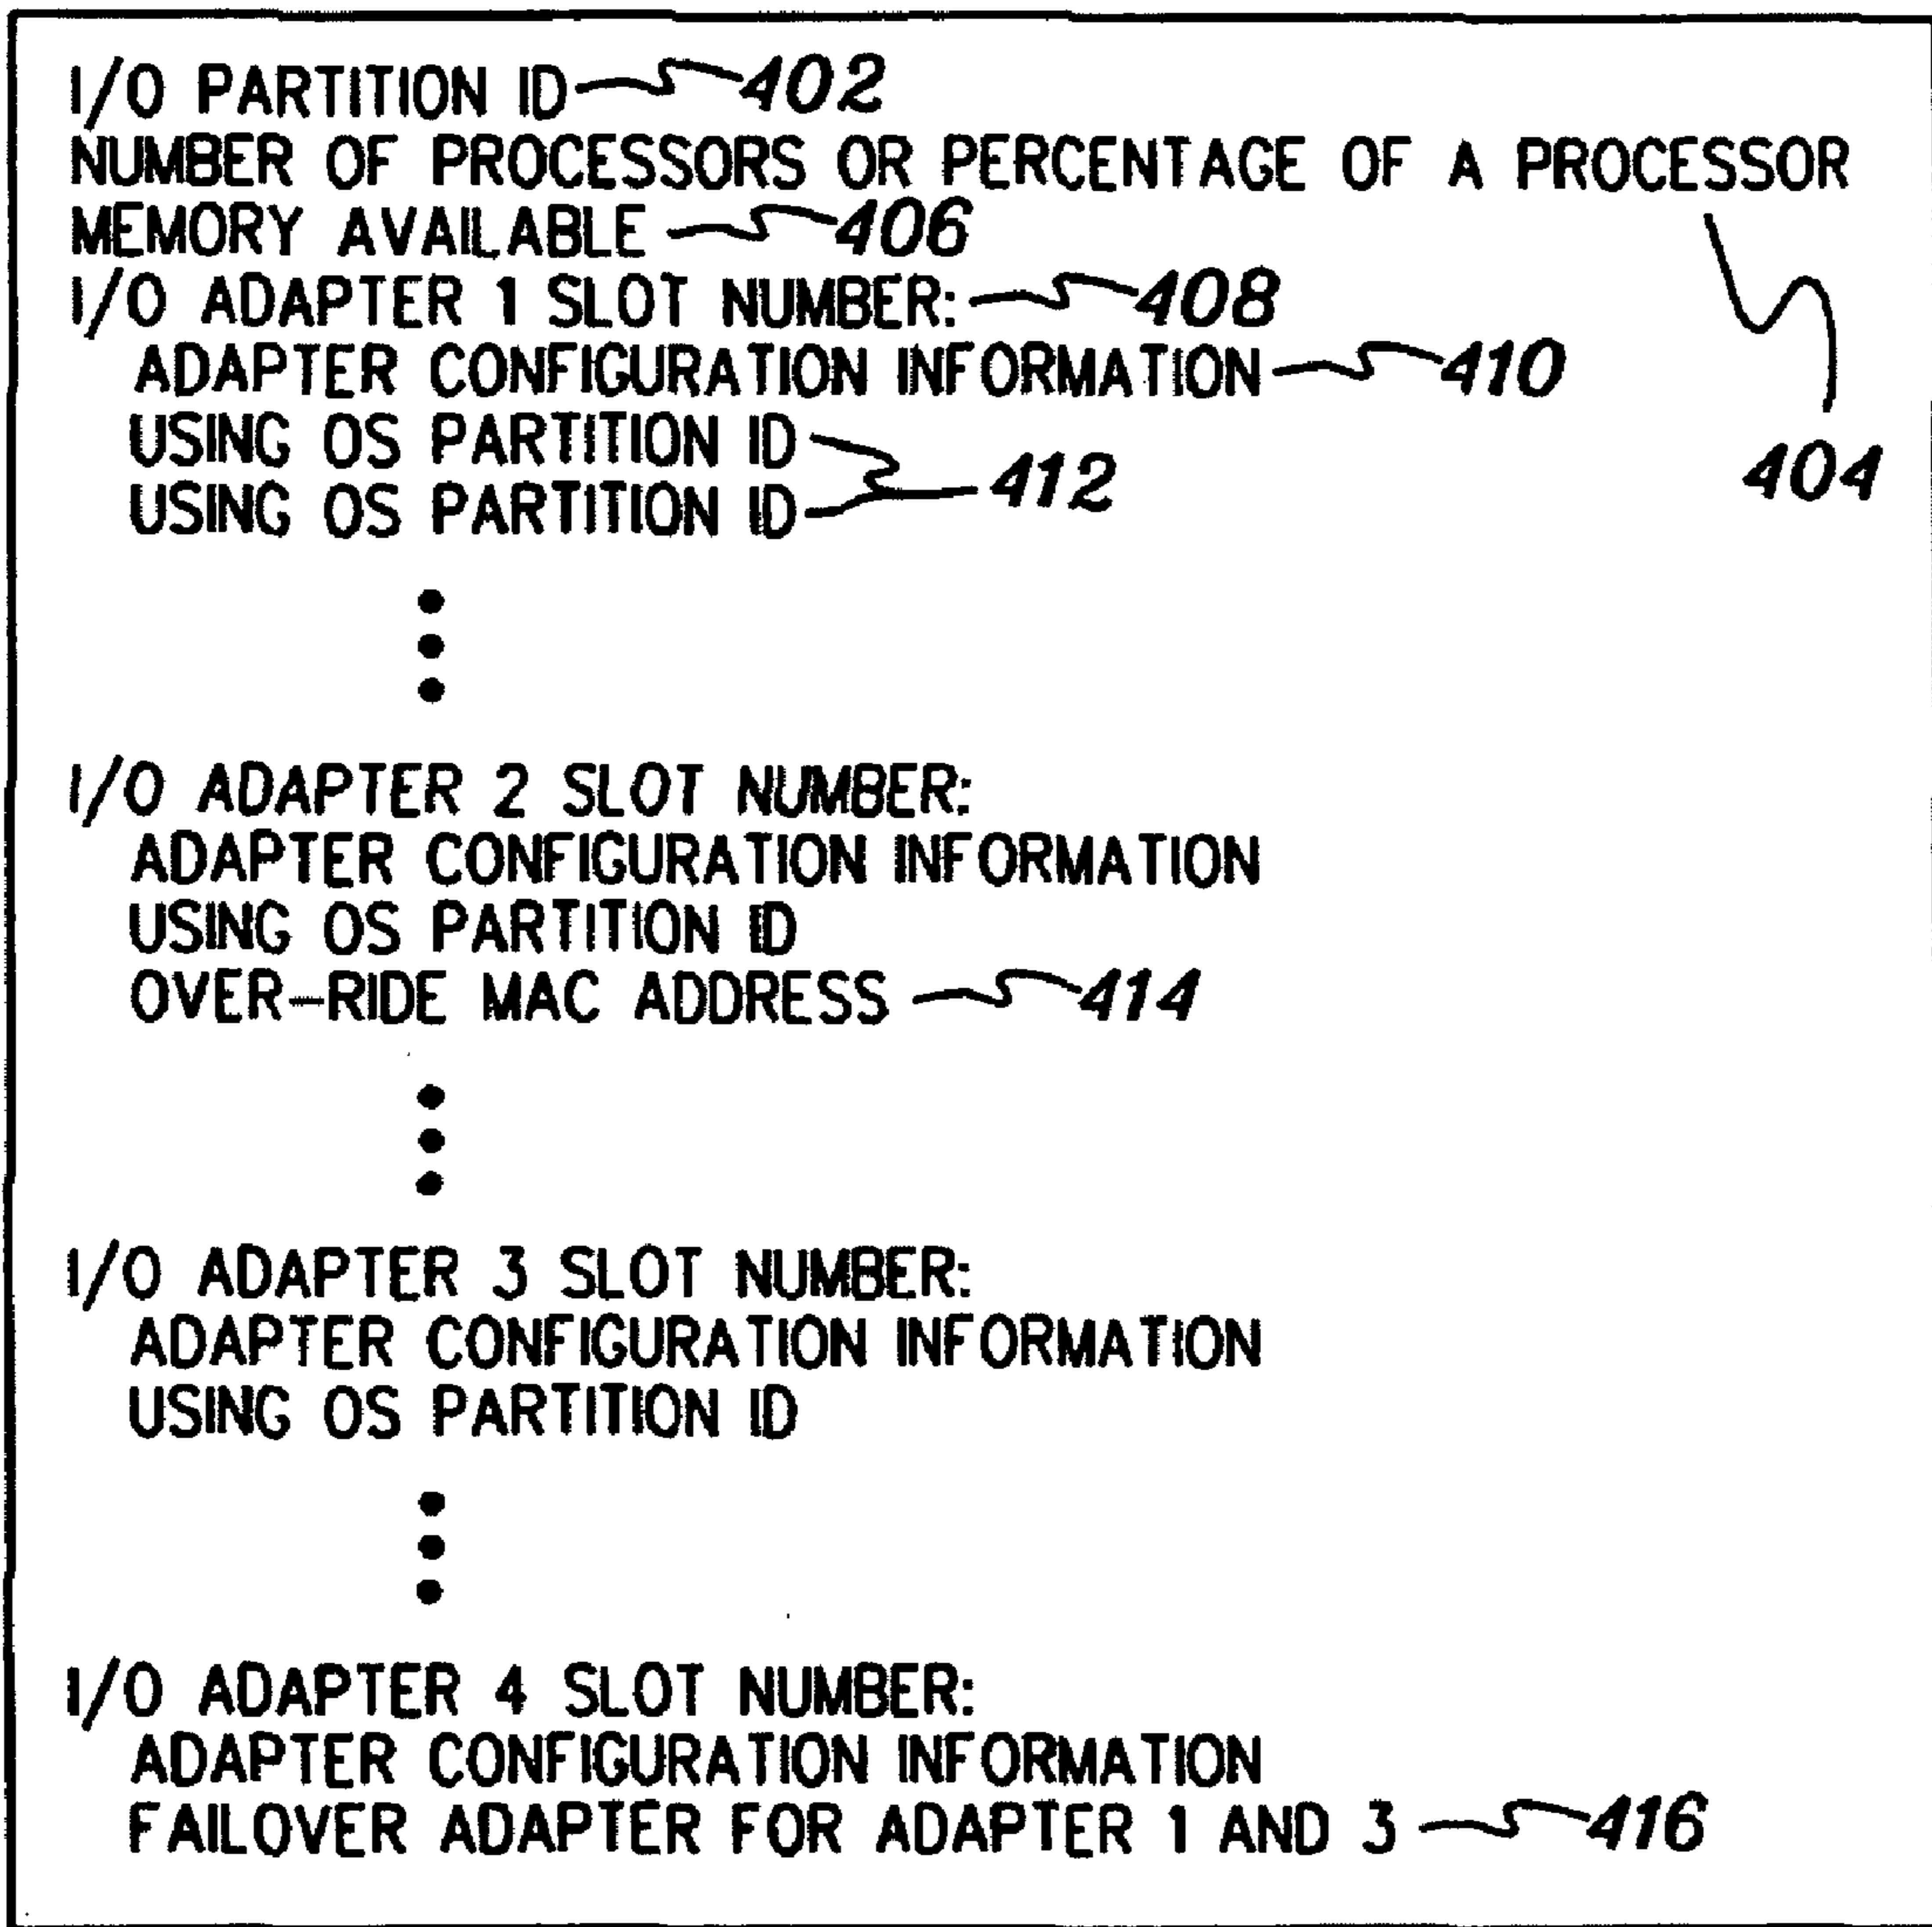 I/O PARTITION ID 402
NUMBER OF PROCESSORS OR PERCENTAGE OF A PROCESSOR
MEMORY AVAILABLE 406
I/O ADAPTER 1 SLOT NUMBER: 408
ADAPTER CONFIGURATION INFORMATION 410
USING OS PARTITION ID
412
404
USING OS PARTITION ID
I/O ADAPTER 2 SLOT NUMBER:
ADAPTER CONFIGURATION INFORMATION
USING OS PARTITION ID
OVER-RIDE MAC ADDRESS 414
I/O ADAPTER 3 SLOT NUMBER:
ADAPTER CONFIGURATION INFORMATION
USING OS PARTITION ID
I/O ADAPTER 4 SLOT NUMBER:
ADAPTER CONFIGURATION INFORMATION
FAILOVER ADAPTER FOR ADAPTER 1 AND 3 416